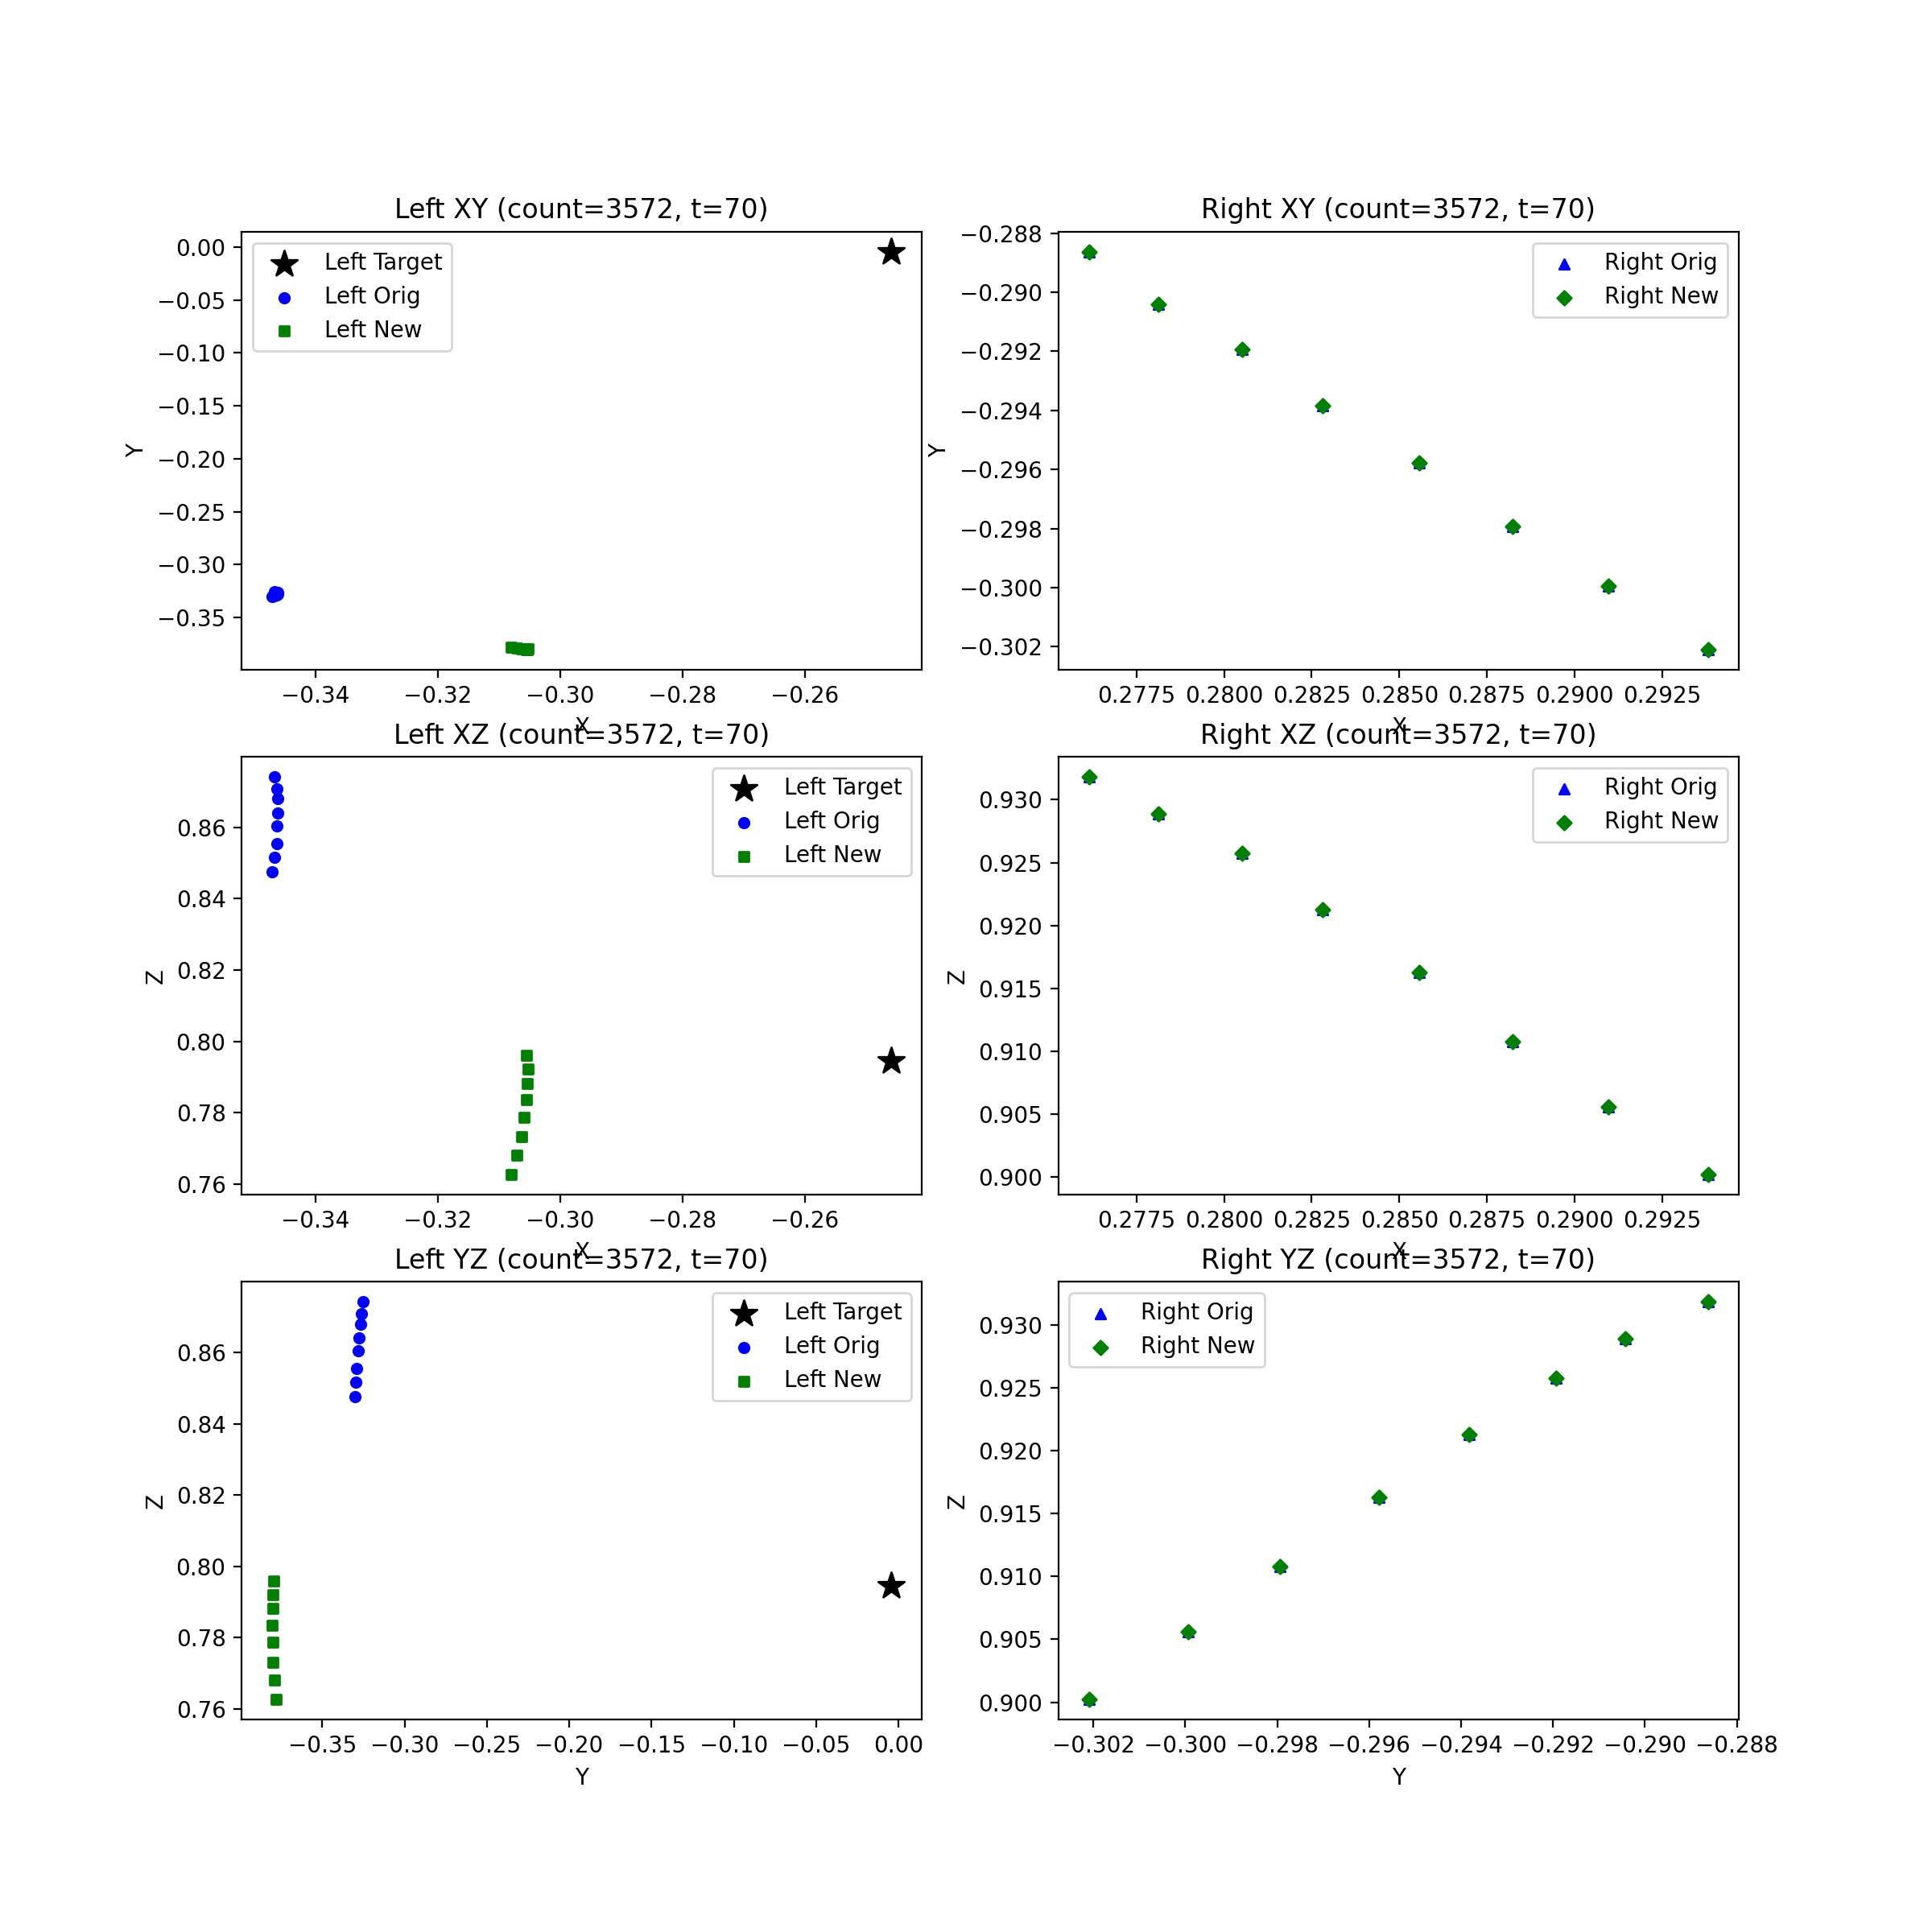 Left XY (count=3572, t=70)
0.00
−0.05
−0.10
−0.15
−0.20
−0.25
−0.30
−0.35
Y
Left Target
Left Orig
Left New
−0.34 −0.32 −0.30 −0.28 −0.26
X
Right XY (count=3572, t=70)
−0.288
−0.290
−0.292
−0.294
−0.296
−0.298
−0.300
−0.302
Y
Right Orig
Right New
0.2775 0.2800 0.2825 0.2850 0.2875 0.2900 0.2925
X
Left XZ (count=3572, t=70)
0.86
0.84
0.82
0.80
0.78
0.76
Z
Left Target
Left Orig
Left New
−0.34 −0.32 −0.30 −0.28 −0.26
X
Right XZ (count=3572, t=70)
0.930
0.925
0.920
0.915
0.910
0.905
0.900
Z
Right Orig
Right New
0.2775 0.2800 0.2825 0.2850 0.2875 0.2900 0.2925
X
Left YZ (count=3572, t=70)
0.86
0.84
0.82
0.80
0.78
0.76
Z
Left Target
Left Orig
Left New
−0.35 −0.30 −0.25 −0.20 −0.15 −0.10 −0.05 0.00
Y
Right YZ (count=3572, t=70)
0.930
0.925
0.920
0.915
0.910
0.905
0.900
Z
Right Orig
Right New
−0.302 −0.300 −0.298 −0.296 −0.294 −0.292 −0.290 −0.288
Y